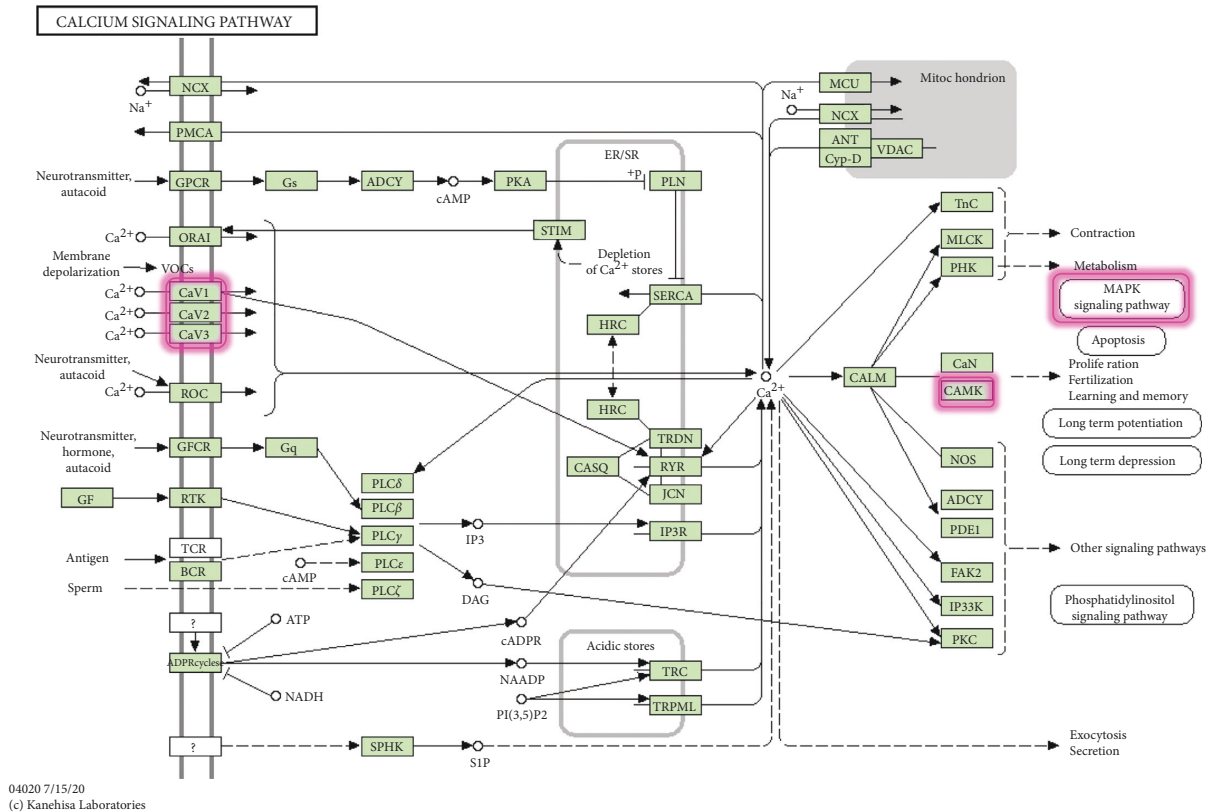 CALCIUM SIGNALING PATHWAY
NCX
Na+
PMCA
Neurotransmitter,
autacoid
GPCR
Gs
ADCY
cAMP
PKA
+p
ER/SR
PLN
Ca2+
ORAI
STIM
Depletion
of Ca2+ stores
Membrane
depolarization
VOCs
Ca2+
CaV1
Ca2+
CaV2
Ca2+
CaV3
SERCA
HRC
HRC
Neurotransmitter,
autacoid
Ca2+
ROC
TRDN
CASQ
RYR
JCN
IP3R
Neurotransmitter,
hormone,
autacoid
GFCR
Gq
PLCδ
PLCβ
GF
RTK
PLCγ
IP3
Antigen
TCR
BCR
cAMP
PLCε
Sperm
PLCζ
DAG
?
ATP
cADPR
ADPRcyclese
NAADP
NADH
PI(3,5)P2
Acidic stores
TRC
TRPML
?
SPHK
S1P
Mitoc hondrion
MCU
Na+
NCX
ANT
Cyp-D
VDAC
Ca2+
CALM
TnC
MLCK
PHK
Contraction
Metabolism
MAPK
signaling pathway
Apoptosis
CaN
CAMK
Prolife ration
Fertilization
Learning and memory
Long term potentiation
Long term depression
NOS
ADCY
PDE1
FAK2
IP33K
PKC
Other signaling pathways
Phosphatidylinositol
signaling pathway
Exocytosis
Secretion
04020 7/15/20
(c) Kanehisa Laboratories